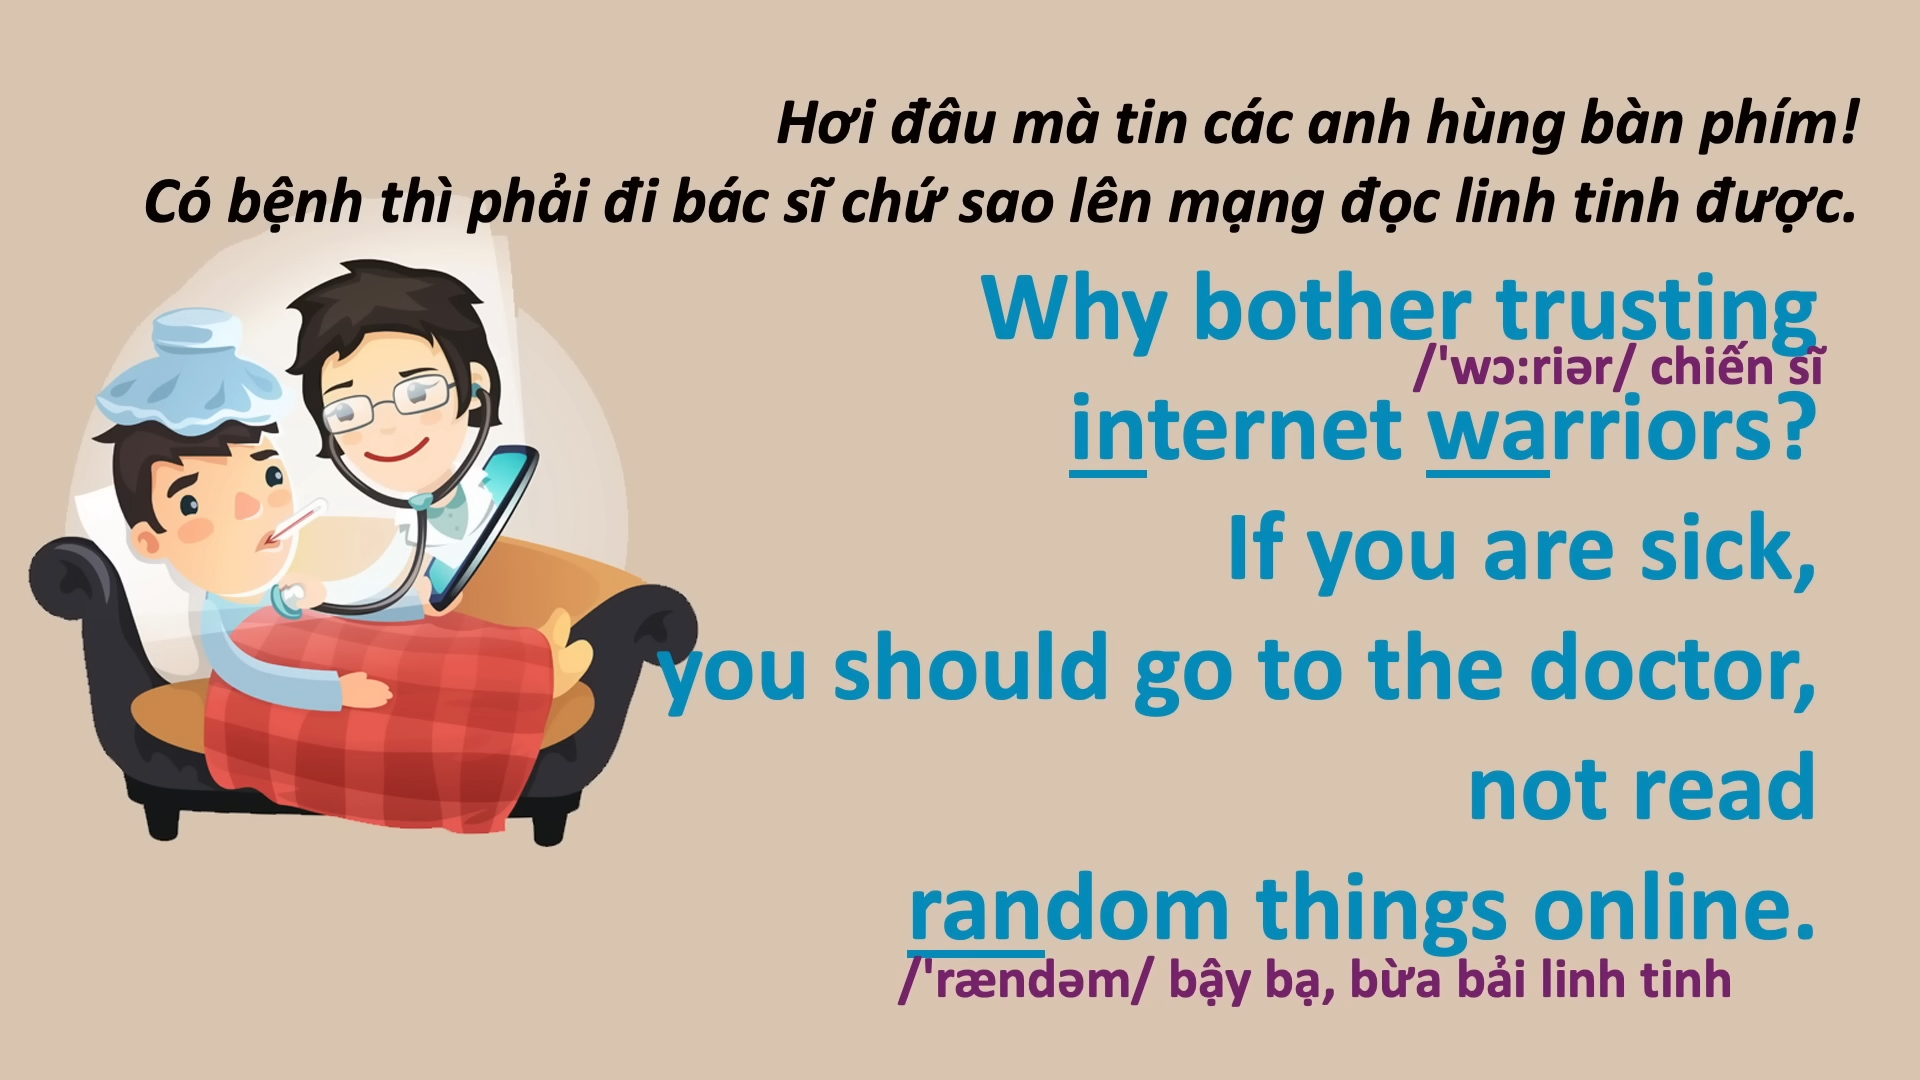 Hơi đâu mà tin các anh hùng bàn phím!
Có bệnh thì phải đi bác sĩ chứ sao lên mạng đọc linh tinh được.
Why bother trusting
/'wɔ:riər/ chiến sĩ
internet warriors?
If you are sick,
you should go to the doctor,
not read
random things online.
/'rændəm/ bậy bạ, bừa bải linh tinh